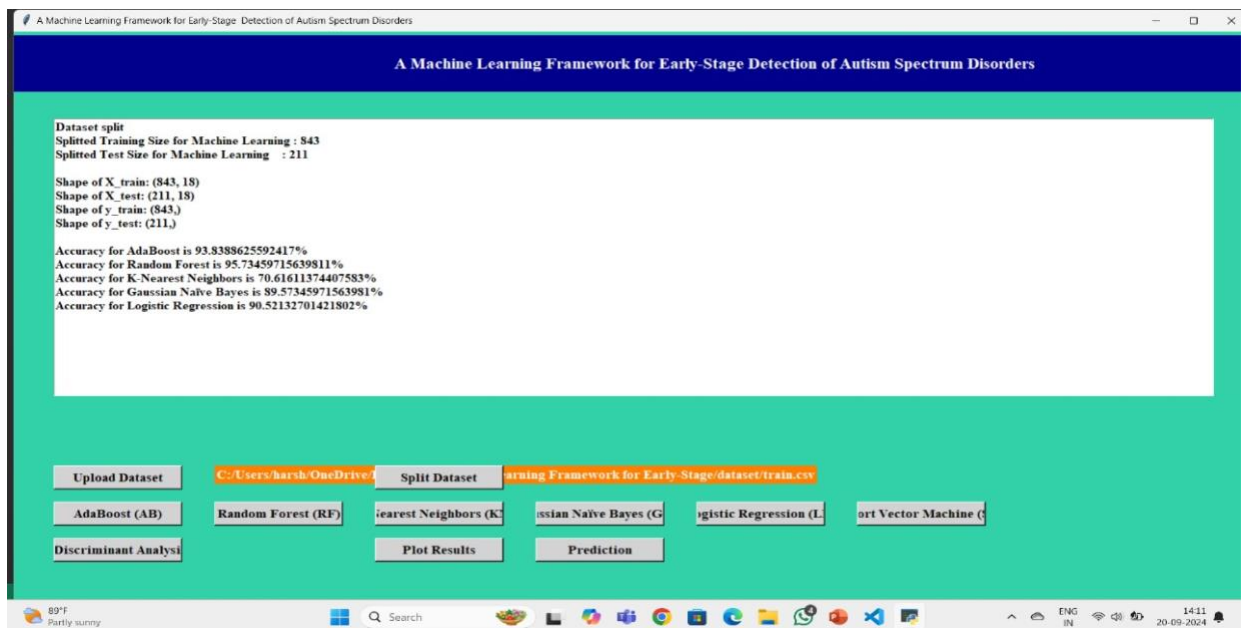 A Machine Learning Framework for Early-Stage Detection of Autism Spectrum Disorders
A Machine Learning Framework for Early-Stage Detection of Autism Spectrum Disorders
Dataset split
Splitted Training Size for Machine Learning : 843
Splitted Test Size for Machine Learning : 211
Shape of X_train: (843, 18)
Shape of X_test: (211, 18)
Shape of y_train: (843,)
Shape of y_test: (211,)
Accuracy for AdaBoost is 93.8388625592417%
Accuracy for Random Forest is 95.73459715639811%
Accuracy for K-Nearest Neighbors is 70.61611374407583%
Accuracy for Gaussian Naïve Bayes is 89.57345971563981%
Accuracy for Logistic Regression is 90.52132701421802%
Upload Dataset C:/Users/harsh/OneDrive/ Split Dataset arning Framework for Early-Stage/dataset/train.csv
AdaBoost (AB) Random Forest (RF) earest Neighbors (K ssian Naïve Bayes (G gistic Regression (L ort Vector Machine (
Discriminant Analysi Plot Results Prediction
89°F
Partly sunny
Search
4
ENG
IN
14:11
20-09-2024